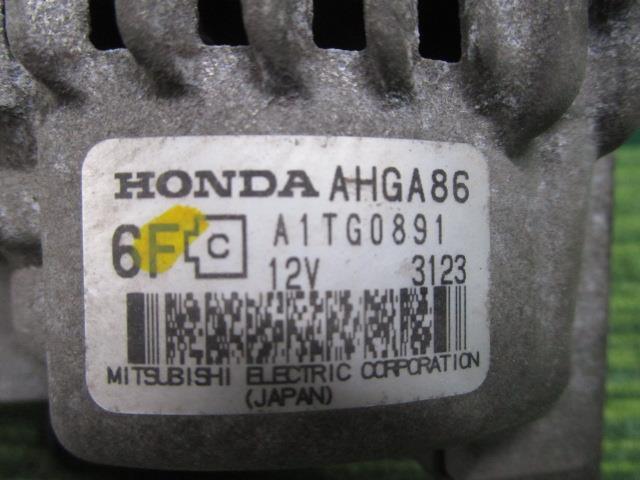 HONDA AHGA86
6F C A1TG0891
12V 3123
MITSUBISHI ELECTRIC CORPORATION
(JAPAN)